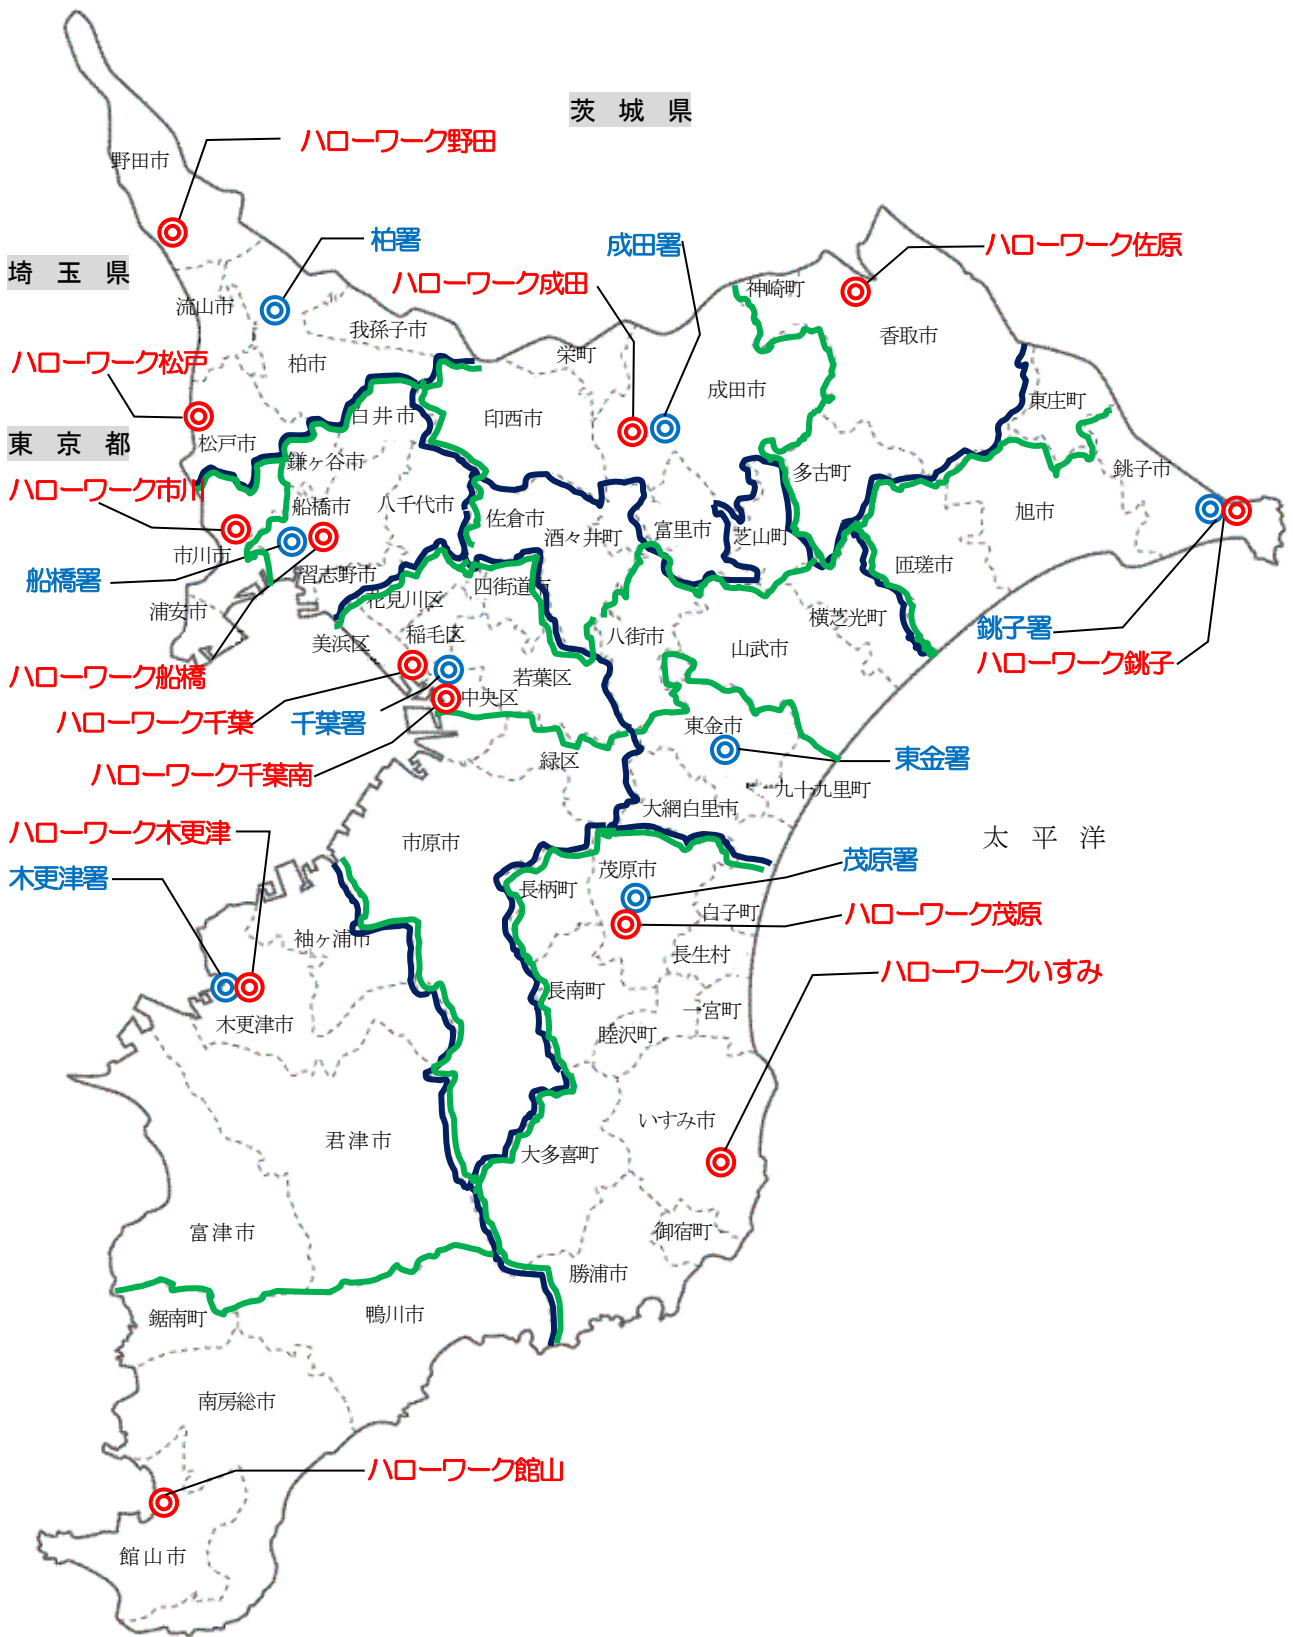 茨城県
ハローワーク野田
野田市
柏署
成田署
ハローワーク佐原
埼玉県
ハローワーク成田
神崎町
流山市
我孫子市
香取市
栄町
ハローワーク松戸
柏市
成田市
東庄町
白井市
印西市
東京都
松戸市
鎌ヶ谷市
多古町
銚子市
ハローワーク市川
船橋市
八千代市
佐倉市
旭市
酒々井町
富里市
芝山町
市川市
匝瑳市
船橋署
習志野市
四街道市
花見川区
浦安市
横芝光町
銚子署
稲毛区
八街市
美浜区
山武市
ハローワーク銚子
ハローワーク船橋
若葉区
中央区
ハローワーク千葉
千葉署
東金市
東金署
緑区
ハローワーク千葉南
九十九里町
大網白里市
ハローワーク木更津
市原市
太平洋
茂原署
茂原市
木更津署
長柄町
白子町
ハローワーク茂原
袖ヶ浦市
長生村
ハローワークいすみ
長南町
一宮町
木更津市
睦沢町
いすみ市
君津市
大多喜町
富津市
御宿町
勝浦市
鋸南町
鴨川市
南房総市
ハローワーク館山
館山市